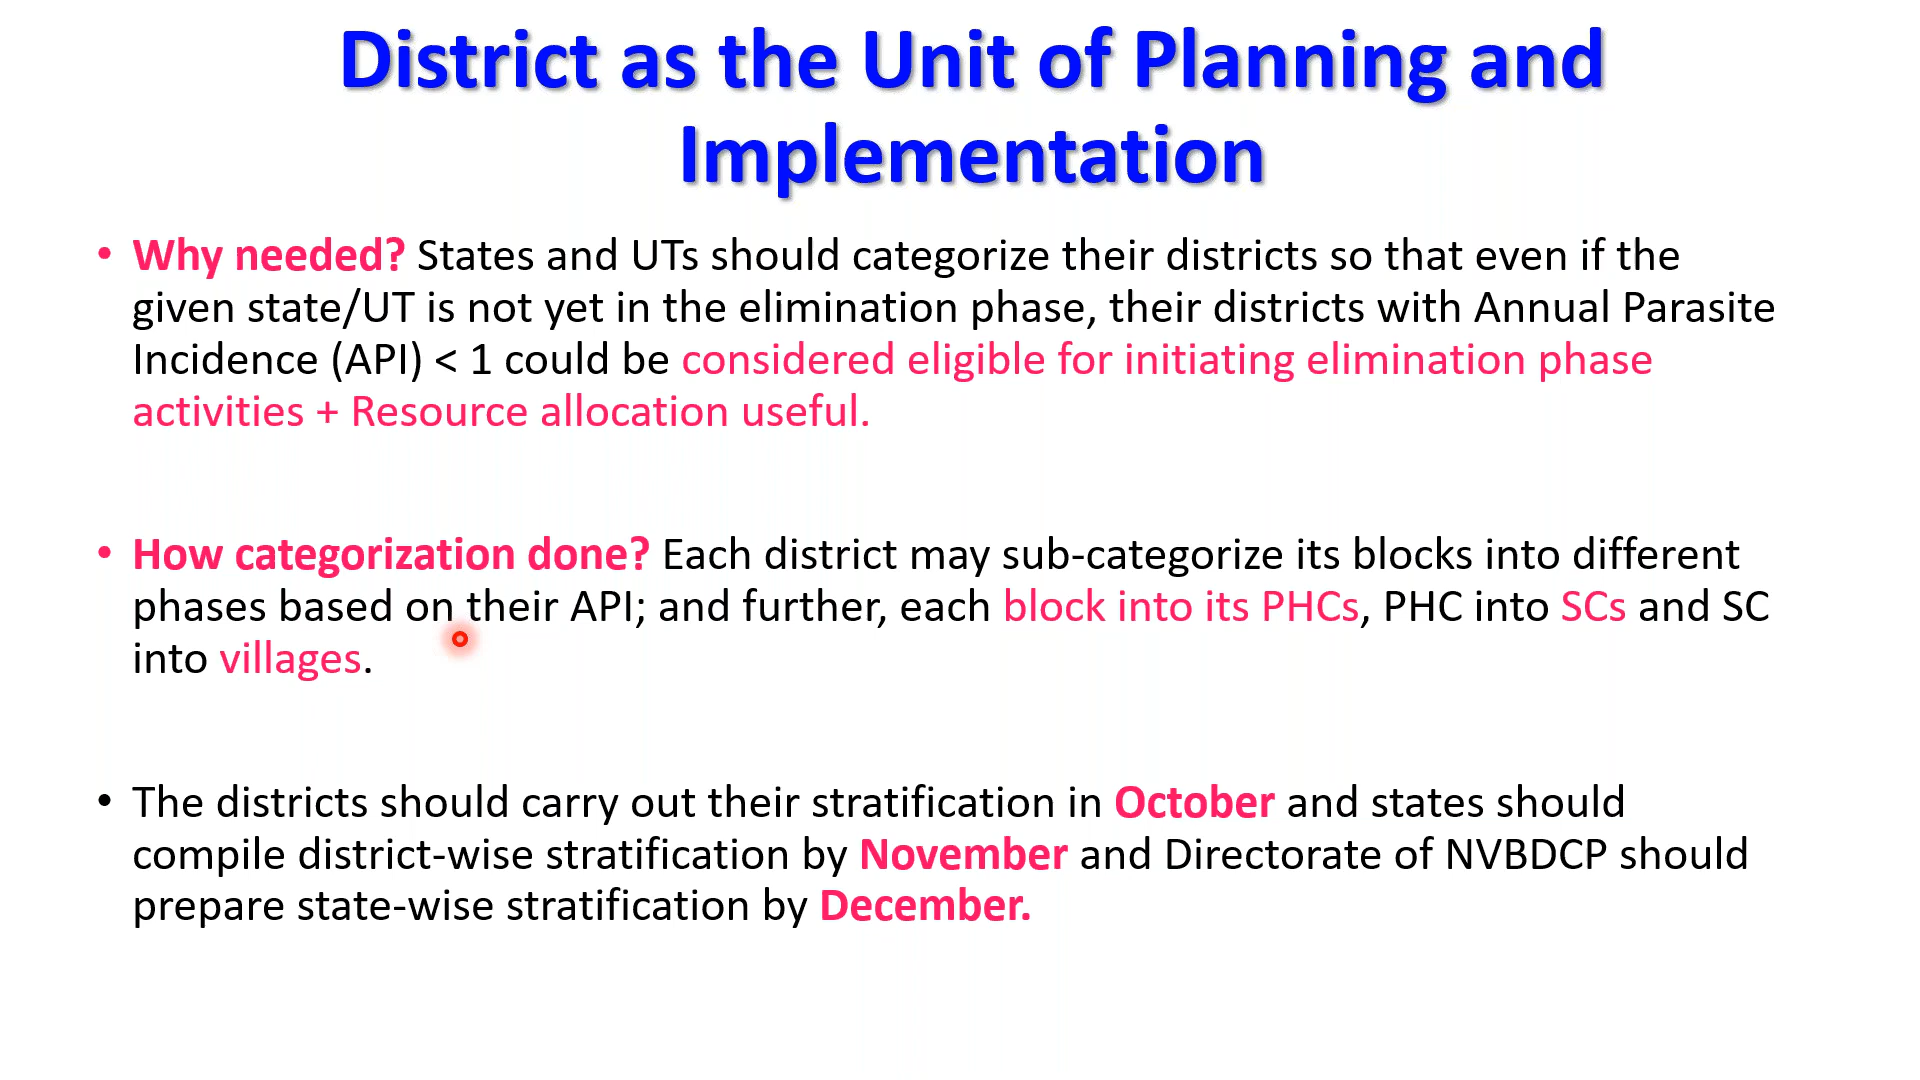 District as the Unit of Planning and
Implementation
• Why needed? States and UTs should categorize their districts so that even if the
given state/UT is not yet in the elimination phase, their districts with Annual Parasite
Incidence (API) < 1 could be considered eligible for initiating elimination phase
activities + Resource allocation useful.
• How categorization done? Each district may sub-categorize its blocks into different
phases based on their API; and further, each block into its PHCs, PHC into SCs and SC
into villages.
• The districts should carry out their stratification in October and states should
compile district-wise stratification by November and Directorate of NVBDCP should
prepare state-wise stratification by December.